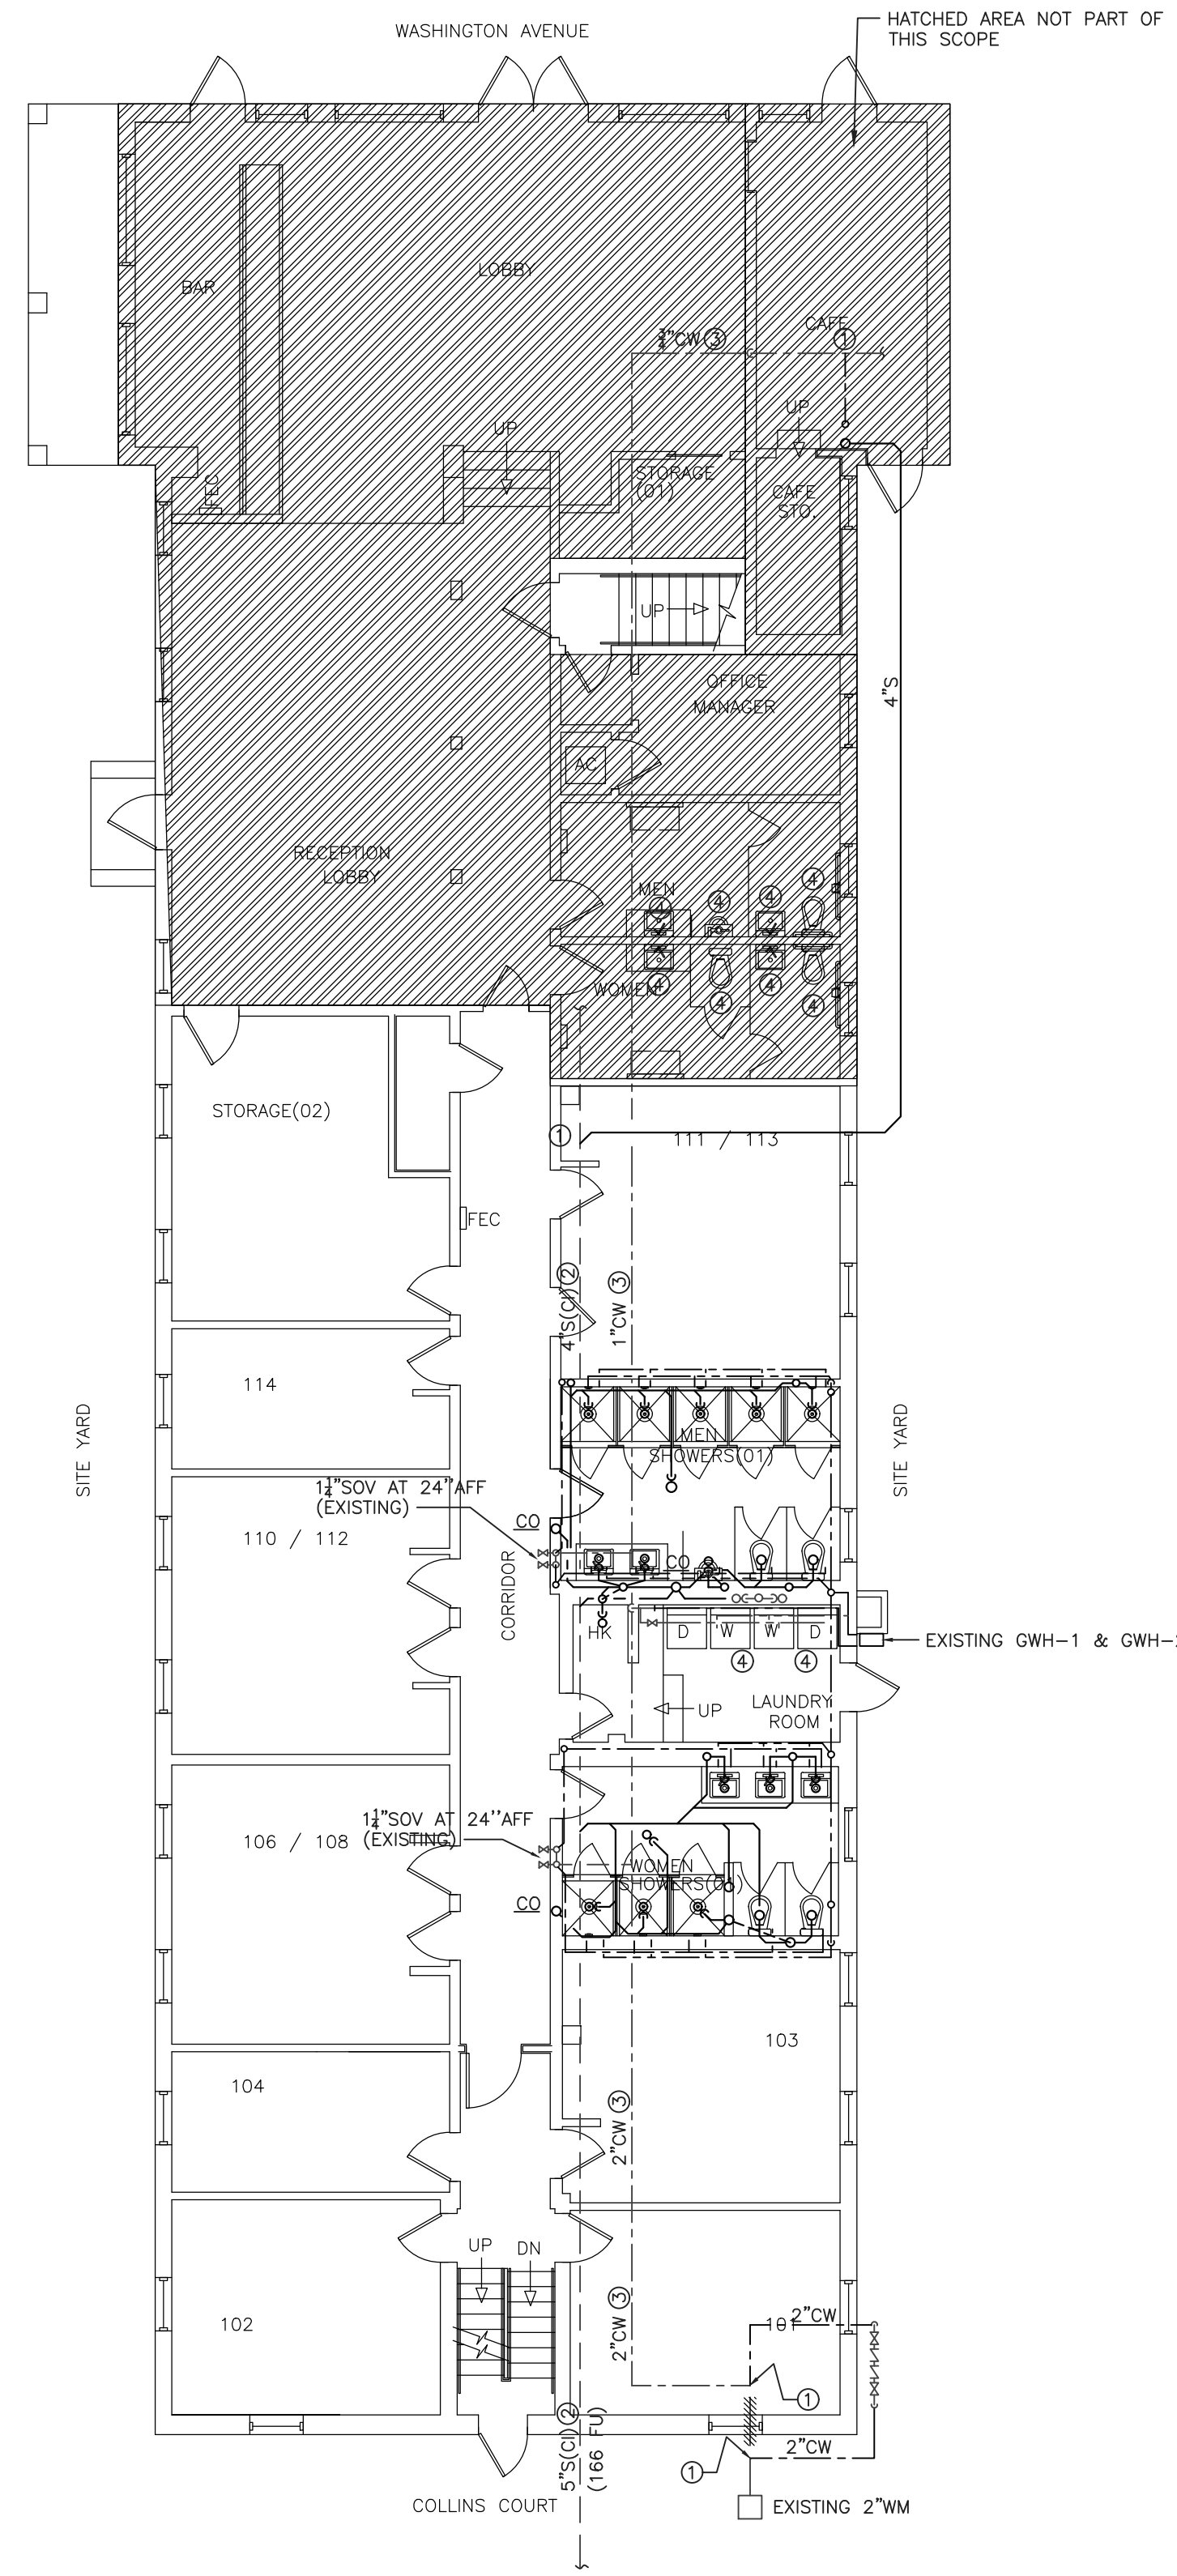 WASHINGTON AVENUE
HATCHED AREA NOT PART OF
THIS SCOPE
BAR
LOBBY
CAFE
3/4"CW ③
①
UP
UP
FEC
STORAGE
(01)
CAFE
STO.
UP
OFFICE
MANAGER
4"S
AC
RECEPTION
LOBBY
MEN
④
④
④
④
WOMEN
④
④
④
④
STORAGE(02)
①
111 / 113
FEC
4"S(CI) ②
1"CW ③
114
SITE YARD
SITE YARD
MEN
SHOWERS(01)
1¼"SOV AT 24"AFF
(EXISTING)
CO
110 / 112
CORRIDOR
CO
HK
D
W
W
D
④
④
EXISTING GWH-1 & GWH-
UP
LAUNDRY
ROOM
1¼"SOV AT 24''AFF
(EXISTING)
106 / 108
WOMEN
CO
103
104
2"CW ③
UP
DN
102
2"CW ③
101
2"CW
①
5"S(CI) ②
(166 FU)
2"CW
①
COLLINS COURT
EXISTING 2"WM